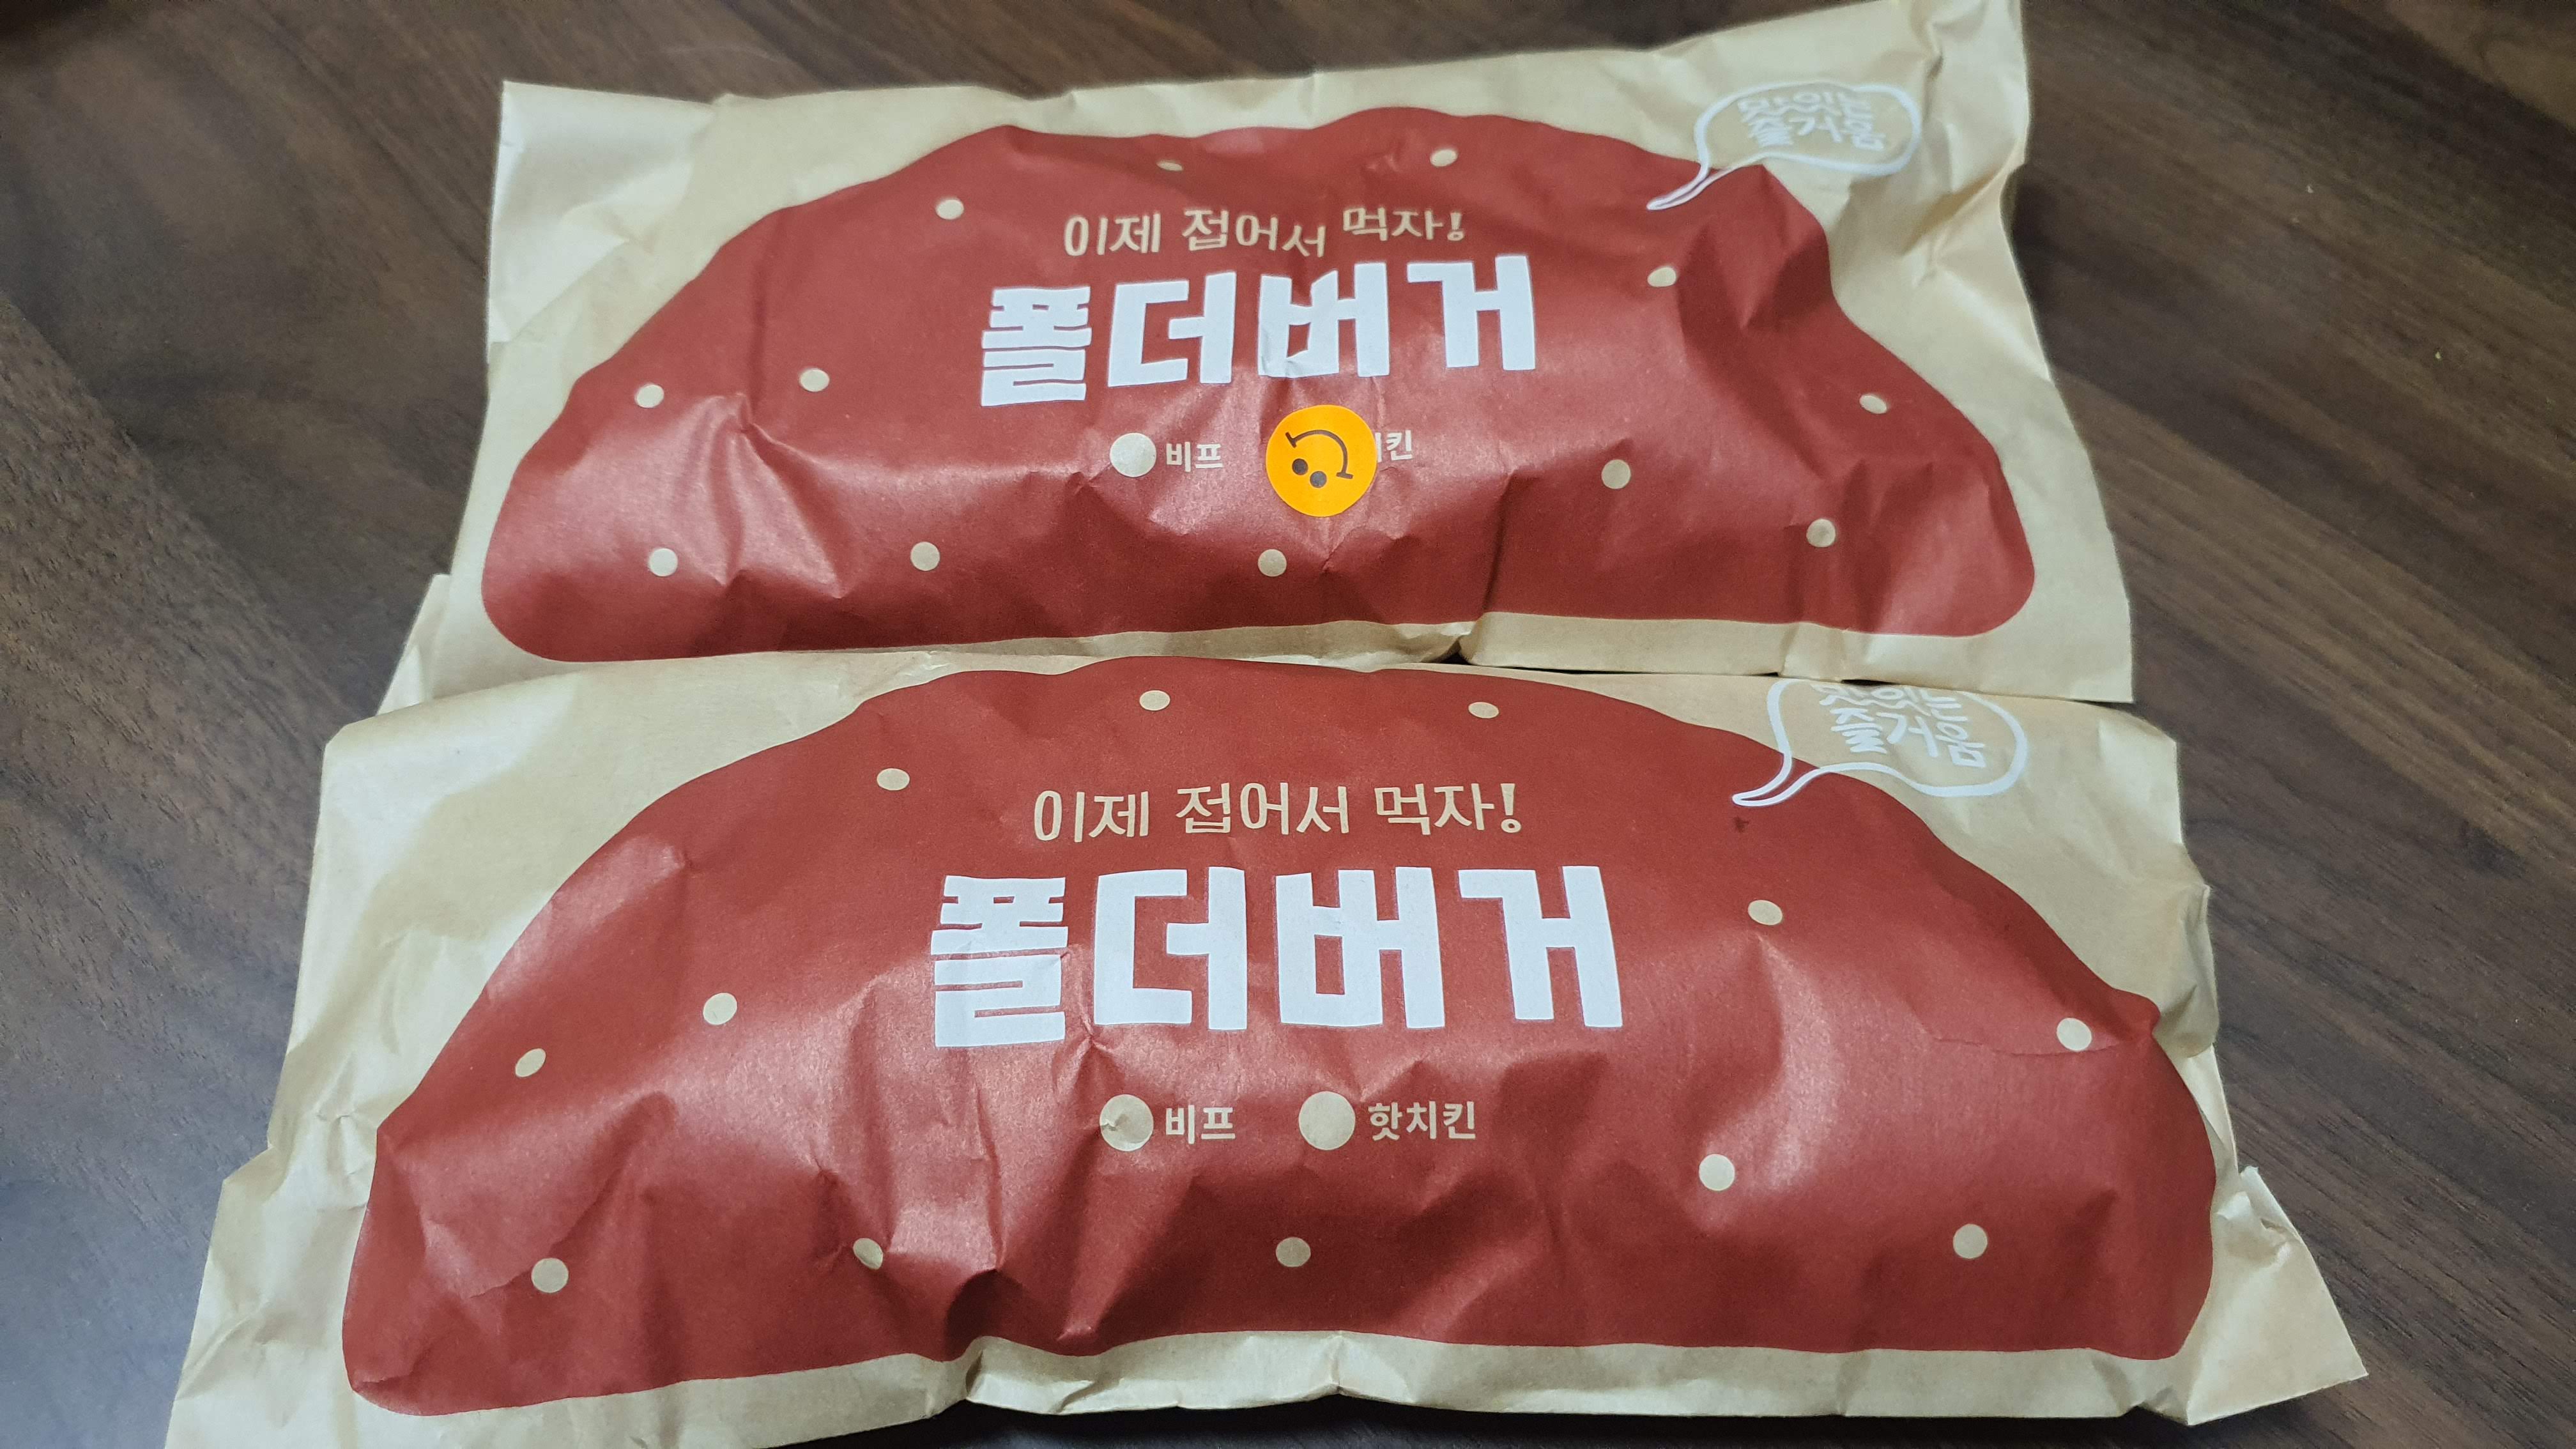 맛있는
즐거움
이제 접어서 먹자!
폴더버거
비프 치킨
맛있는
즐거움
이제 접어서 먹자!
폴더버거
비프 핫치킨